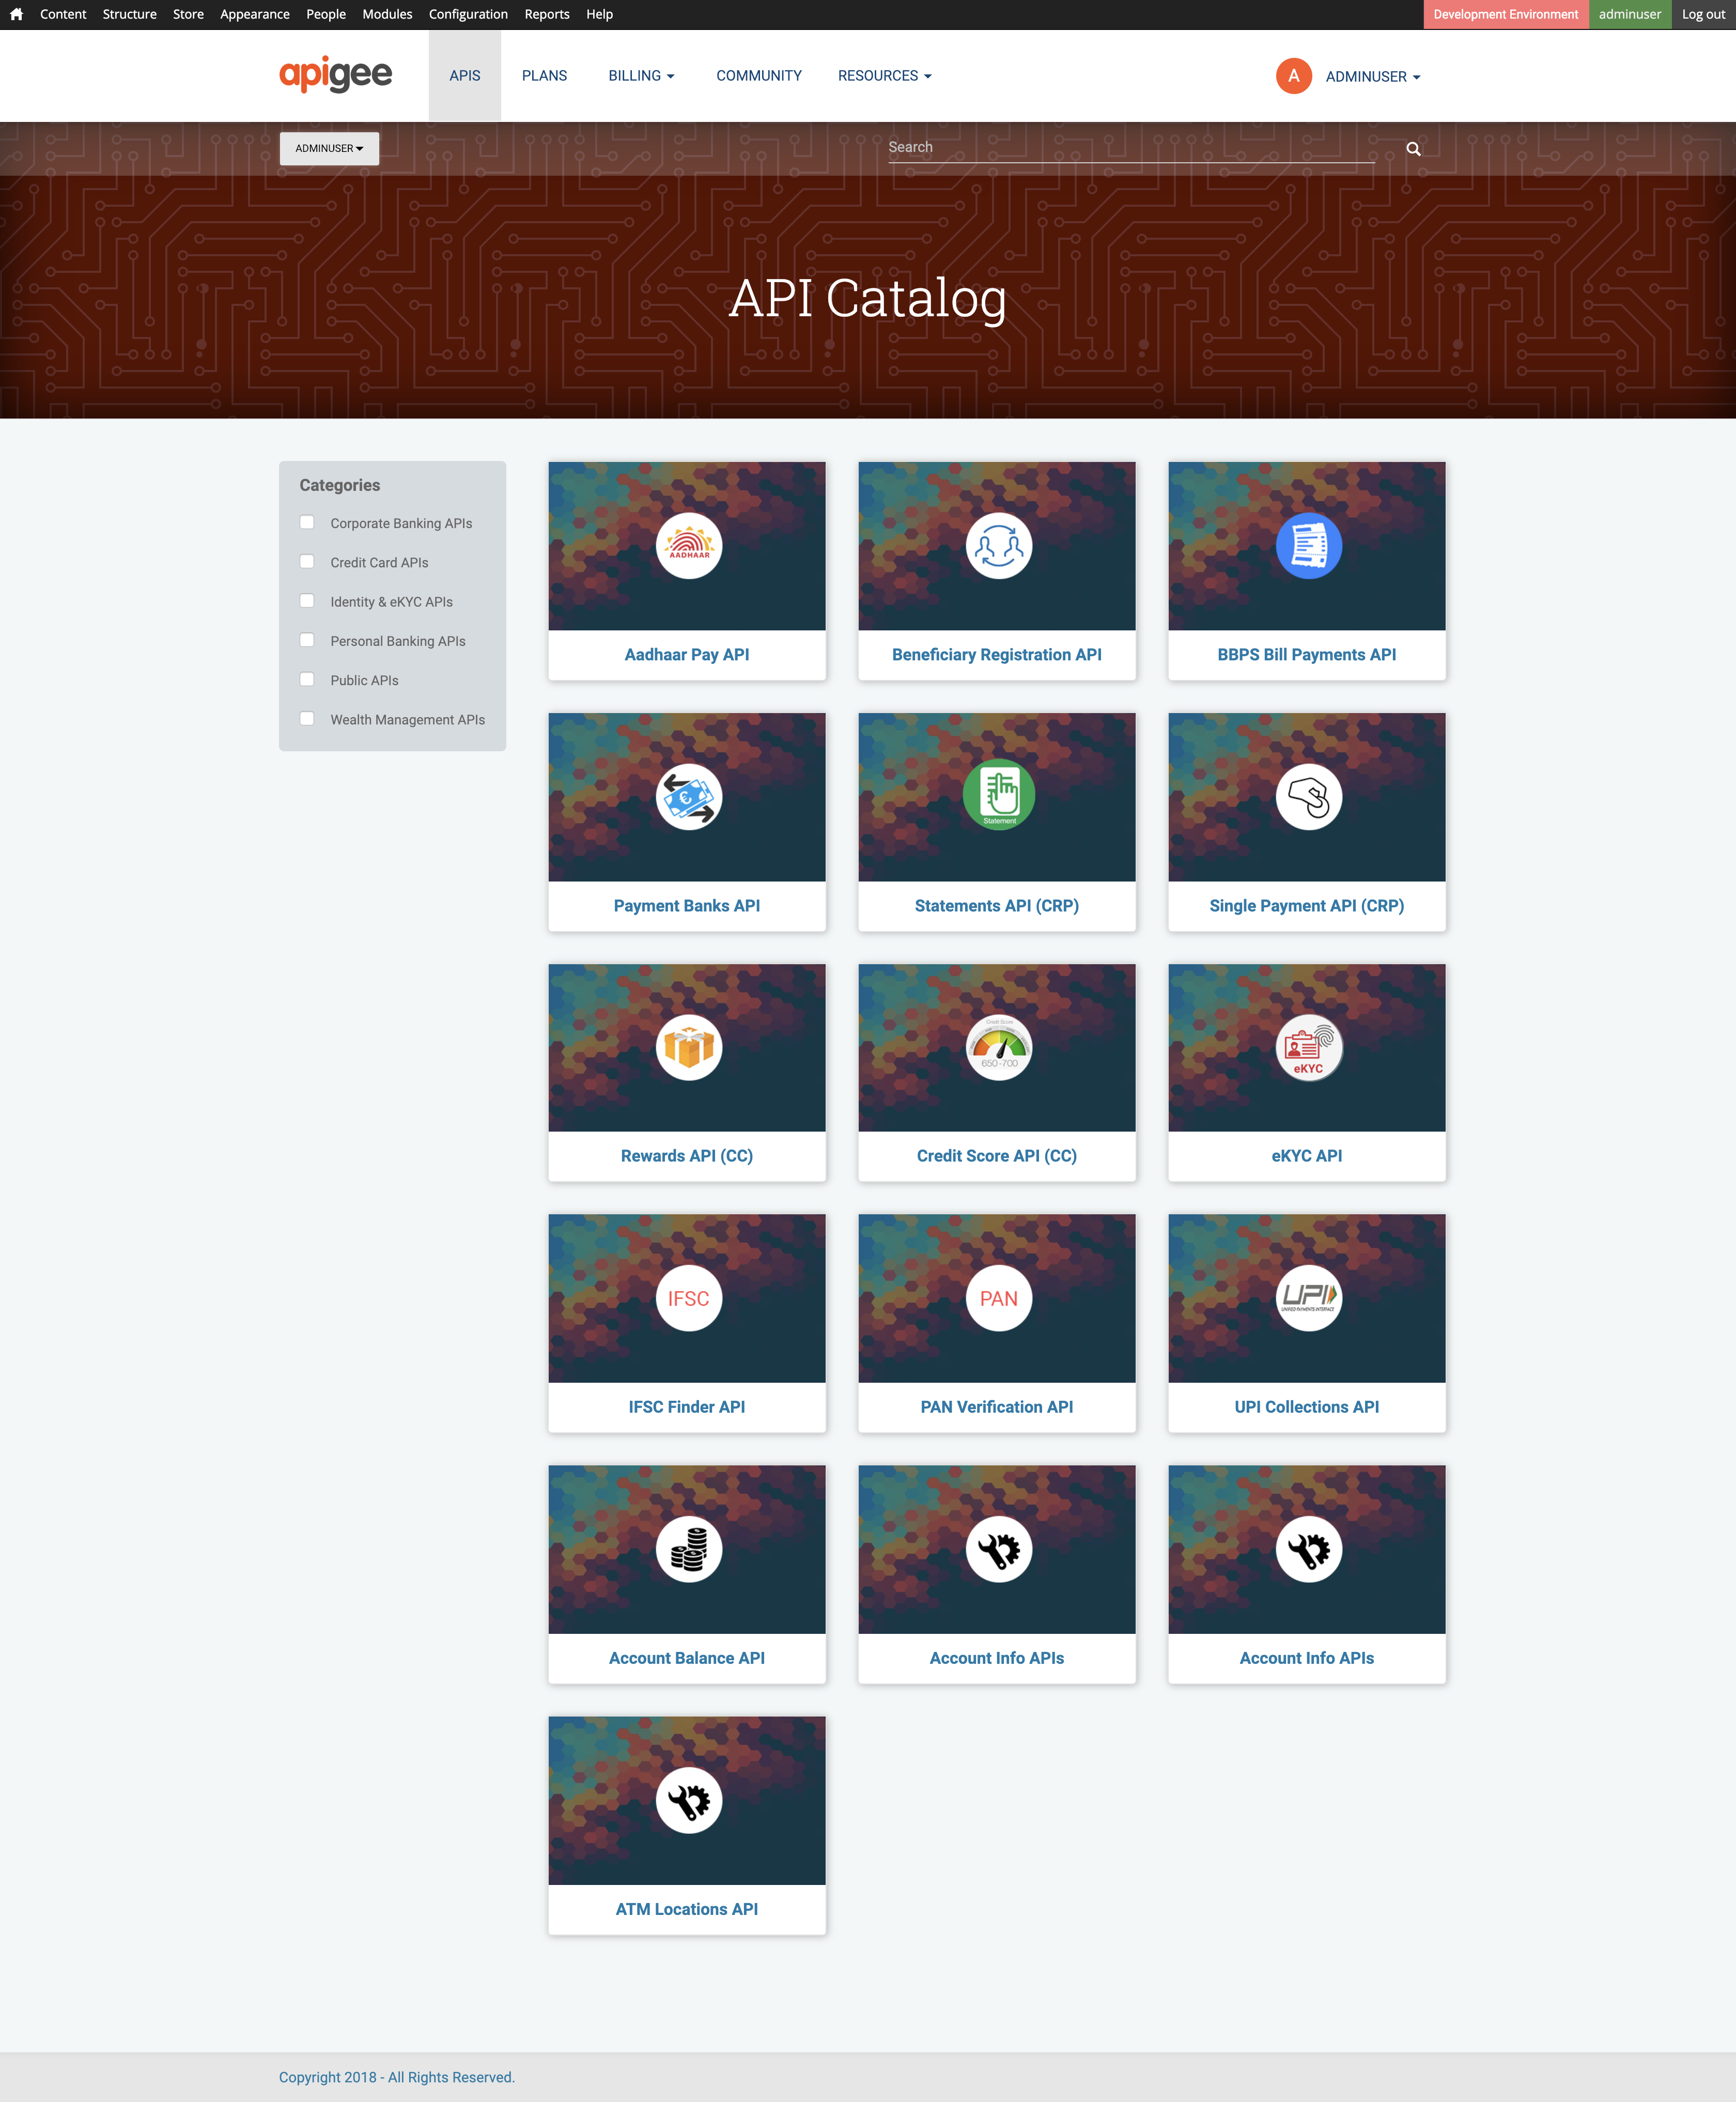 Content Structure Store Appearance People Modules Configuration Reports Help Development Environment adminuser Log out
apigee APIS PLANS BILLING COMMUNITY RESOURCES A ADMINUSER
ADMINUSER Search
API Catalog
Categories
Corporate Banking APIs
Credit Card APIs
Identity & eKYC APIs
Personal Banking APIs
Public APIs
Wealth Management APIs
AADHAAR
Aadhaar Pay API Beneficiary Registration API BBPS Bill Payments API
Statement
Payment Banks API Statements API (CRP) Single Payment API (CRP)
Credit Score
650-700
eKYC
Rewards API (CC) Credit Score API (CC) eKYC API
IFSC PAN UPI
UNIFIED PAYMENTS INTERFACE
IFSC Finder API PAN Verification API UPI Collections API
Account Balance API Account Info APIs Account Info APIs
ATM Locations API
Copyright 2018 - All Rights Reserved.